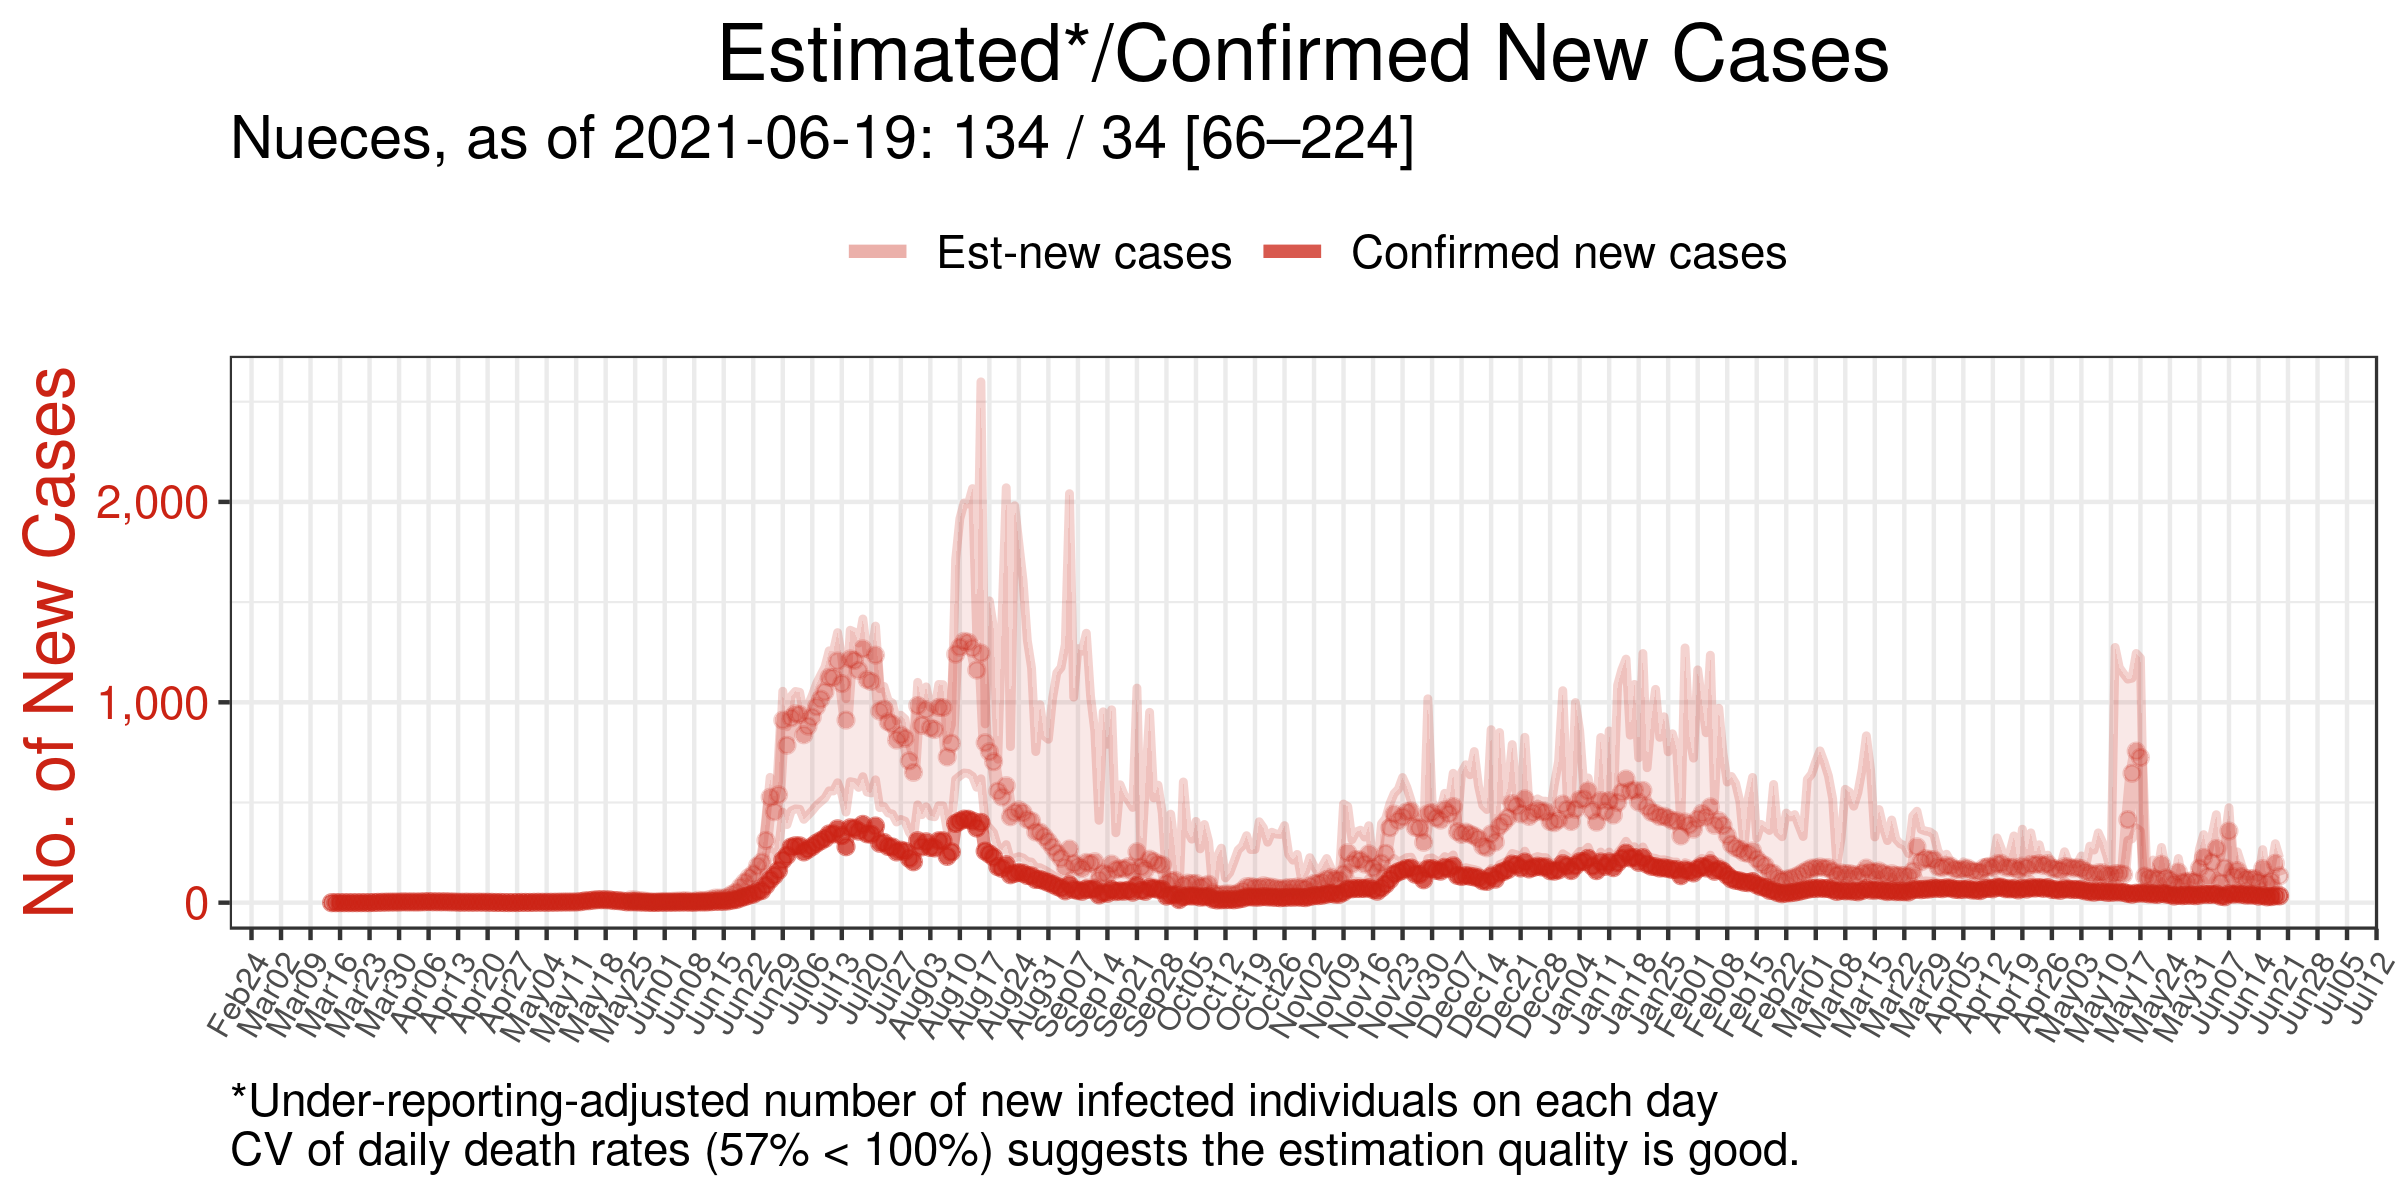 Estimated*/Confirmed New Cases
Nueces, as of 2021-06-19: 134 / 34 [66–224]
Est-new cases
Confirmed new cases
No. of New Cases
2,000
1,000
0
Feb24
Mar02
Mar09
Mar16
Mar23
Mar30
Apr06
Apr13
Apr20
Apr27
May04
May11
May18
May25
Jun01
Jun08
Jun15
Jun22
Jun29
Jul06
Jul13
Jul20
Jul27
Aug03
Aug10
Aug17
Aug24
Aug31
Sep07
Sep14
Sep21
Sep28
Oct05
Oct12
Oct19
Oct26
Nov02
Nov09
Nov16
Nov23
Nov30
Dec07
Dec14
Dec21
Dec28
Jan04
Jan11
Jan18
Jan25
Feb01
Feb08
Feb15
Feb22
Mar01
Mar08
Mar15
Mar22
Mar29
Apr05
Apr12
Apr19
Apr26
May03
May10
May17
May24
May31
Jun07
Jun14
Jun21
Jun28
Jul05
Jul12
*Under-reporting-adjusted number of new infected individuals on each day
CV of daily death rates (57% < 100%) suggests the estimation quality is good.